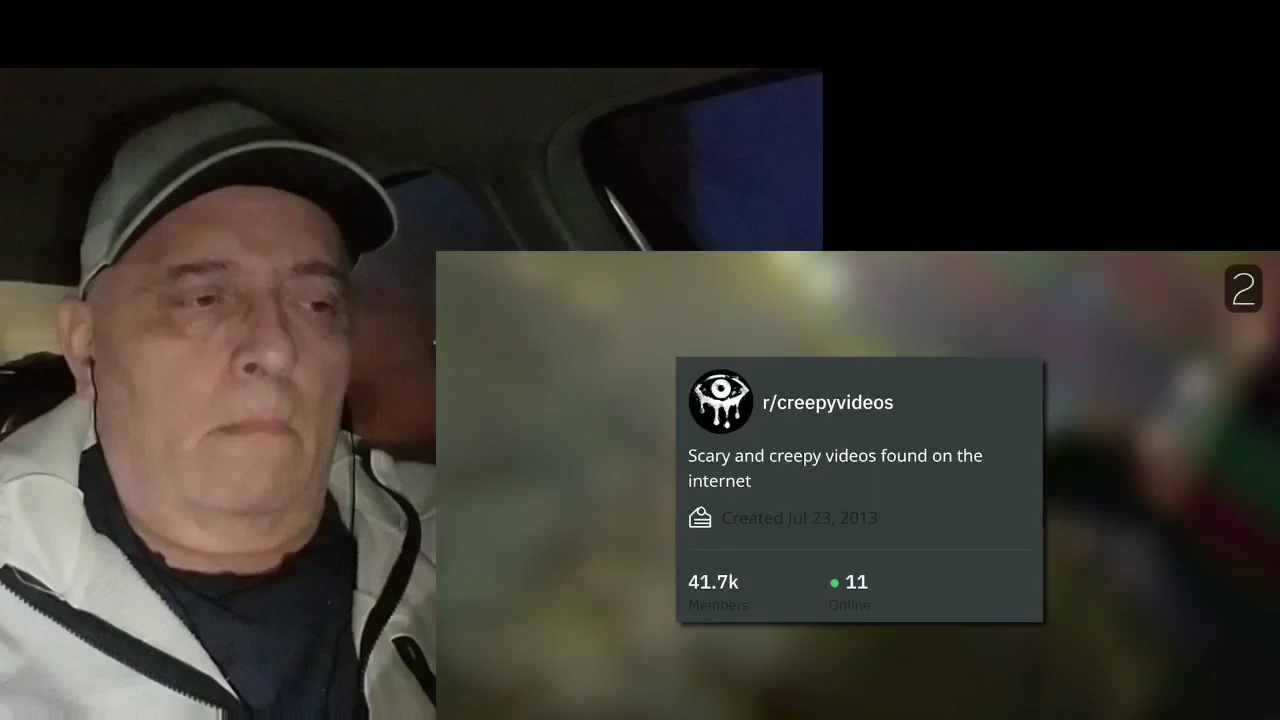 2
r/creepyvideos
Scary and creepy videos found on the
internet
Created Jul 23, 2013
41.7k
11
Members
Online